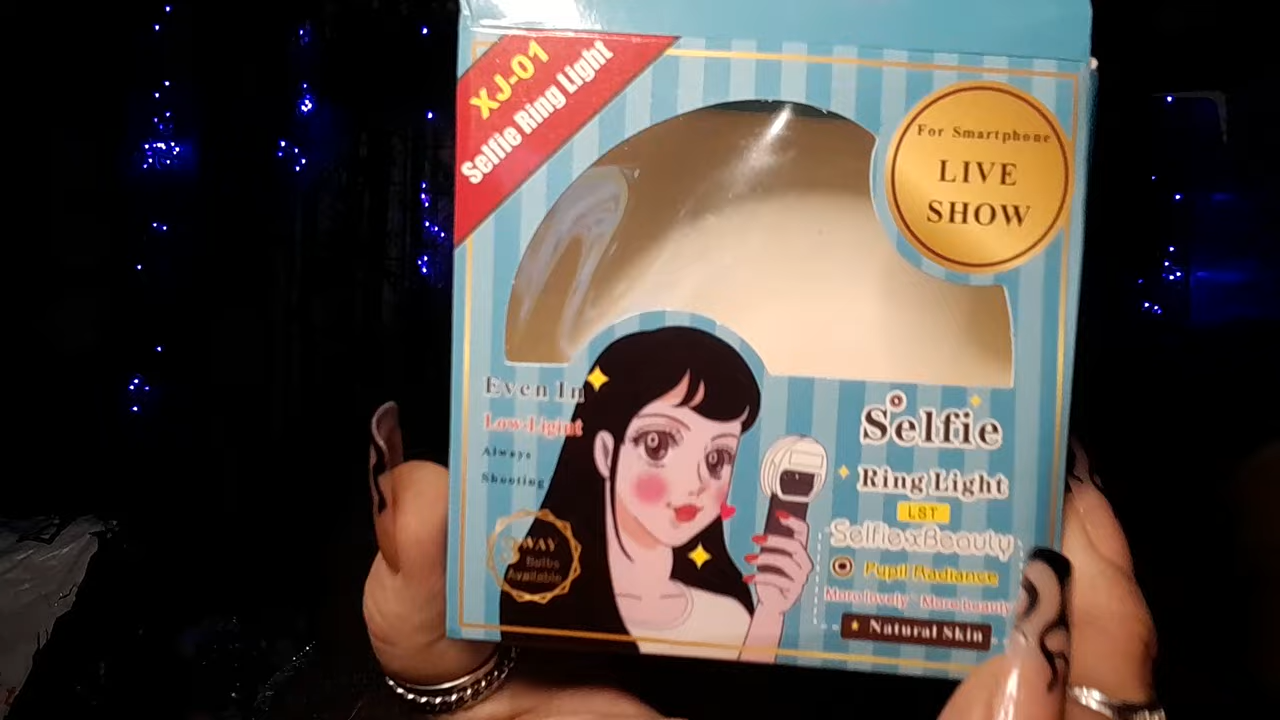 XJ-01
Selfie Ring Light
For Smartphone
LIVE
SHOW
Even In
Low-Light
Always
Shooting
3 WAY
Bulbs
Available
Selfie
Ring Light
LST
SelfiexBeauty
Pupil Radiance
More lovely More beauty
Natural Skin